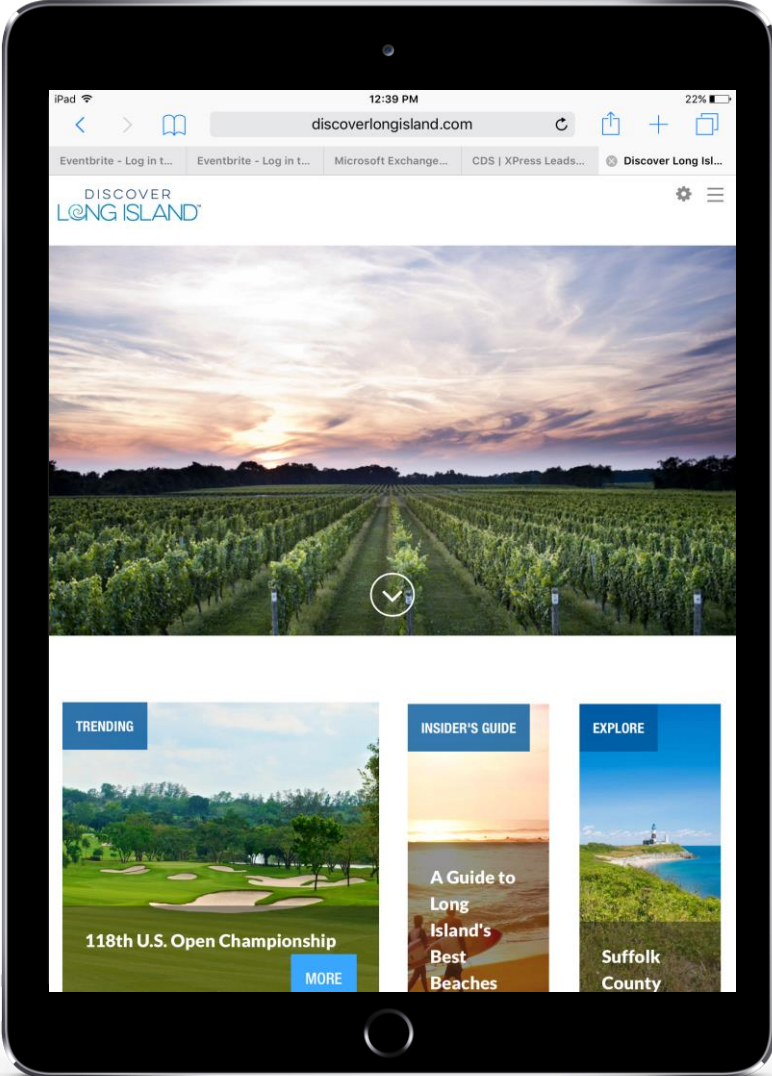 iPad
12:39 PM
22%
discoverlongisland.com
Eventbrite - Log in t...
Eventbrite - Log in t...
Microsoft Exchange...
CDS | XPress Leads...
Discover Long Isl...
DISCOVER
LONG ISLAND™
TRENDING
118th U.S. Open Championship
MORE
INSIDER'S GUIDE
A Guide to
Long
Island's
Best
Beaches
EXPLORE
Suffolk
County